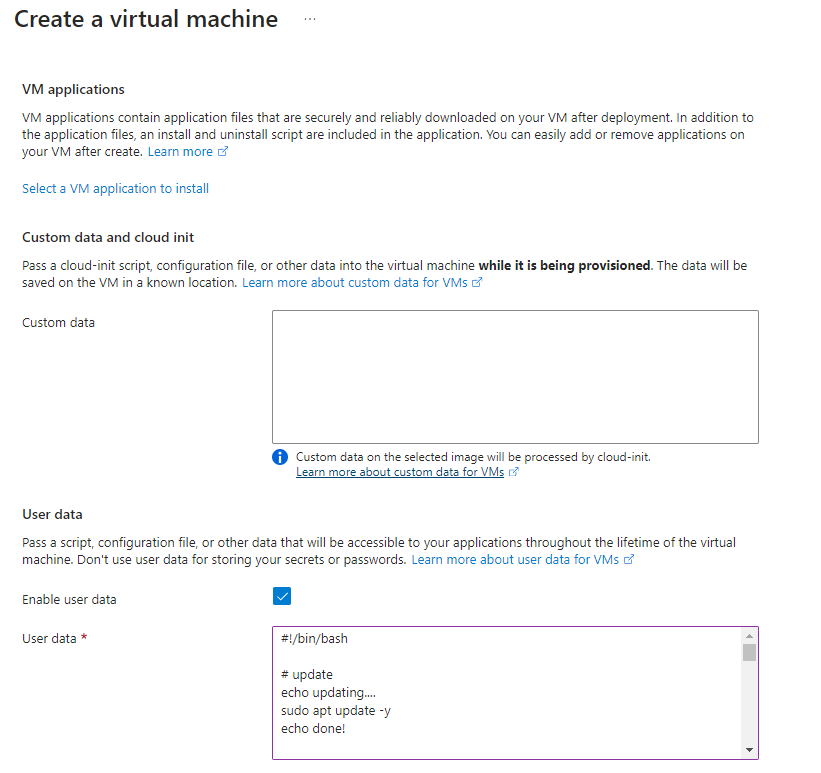 Create a virtual machine ...
VM applications
VM applications contain application files that are securely and reliably downloaded on your VM after deployment. In addition to
the application files, an install and uninstall script are included in the application. You can easily add or remove applications on
your VM after create. Learn more
Select a VM application to install
Custom data and cloud init
Pass a cloud-init script, configuration file, or other data into the virtual machine while it is being provisioned. The data will be
saved on the VM in a known location. Learn more about custom data for VMs
Custom data
Custom data on the selected image will be processed by cloud-init.
Learn more about custom data for VMs
User data
Pass a script, configuration file, or other data that will be accessible to your applications throughout the lifetime of the virtual
machine. Don't use user data for storing your secrets or passwords. Learn more about user data for VMs
Enable user data
User data *
#!/bin/bash
# update
echo updating....
sudo apt update -y
echo done!